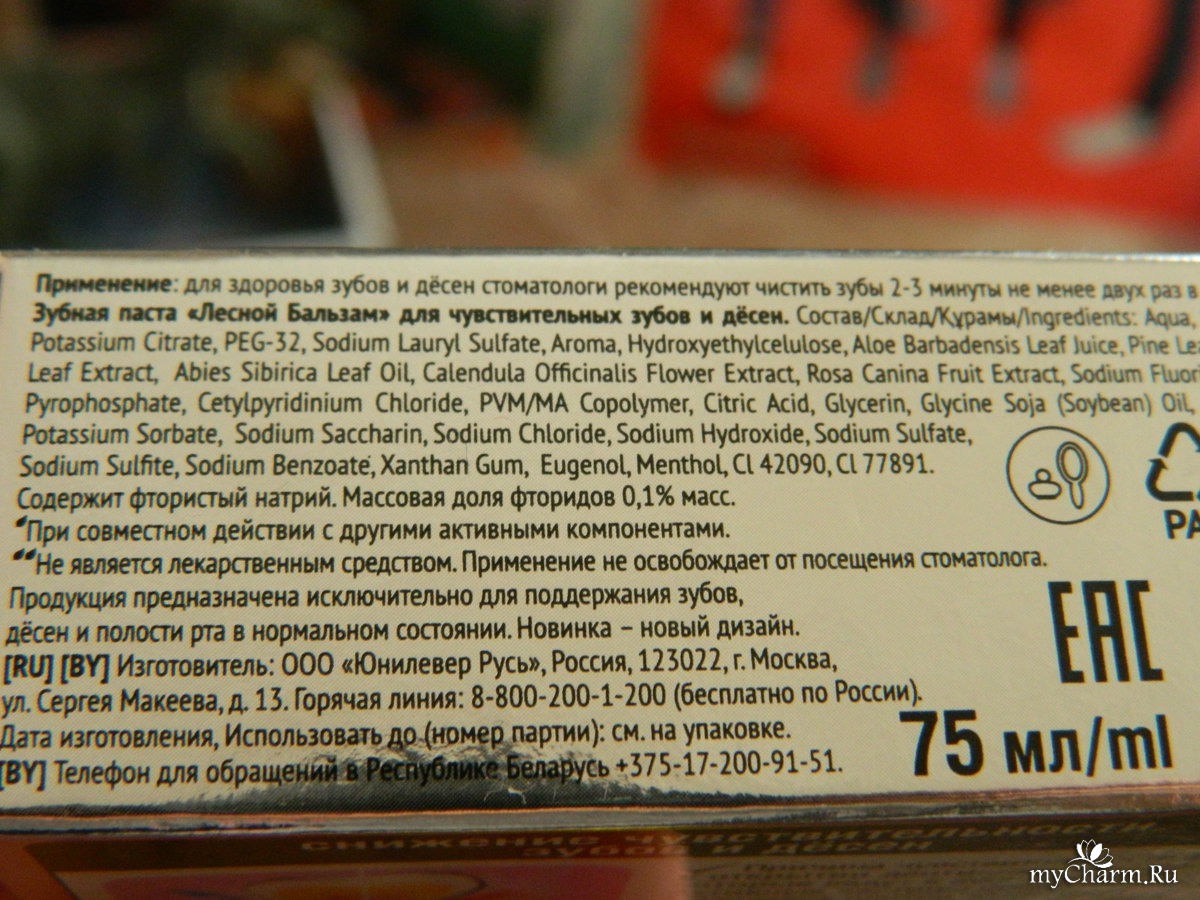 Применение: для здоровья зубов и дёсен стоматологи рекомендуют чистить зубы 2-3 минуты не менее двух раз в
Зубная паста «Лесной Бальзам» для чувствительных зубов и дёсен. Состав/Склад/Құрамы/Ingredients: Aqua,
Potassium Citrate, PEG-32, Sodium Lauryl Sulfate, Aroma, Hydroxyethylcelulose, Aloe Barbadensis Leaf Juice, Pine Lea
Leaf Extract, Abies Sibirica Leaf Oil, Calendula Officinalis Flower Extract, Rosa Canina Fruit Extract, Sodium Fluori
Pyrophosphate, Cetylpyridinium Chloride, PVM/MA Copolymer, Citric Acid, Glycerin, Glycine Soja (Soybean) Oil,
Potassium Sorbate, Sodium Saccharin, Sodium Chloride, Sodium Hydroxide, Sodium Sulfate,
Sodium Sulfite, Sodium Benzoate, Xanthan Gum, Eugenol, Menthol, Cl 42090, Cl 77891.
Содержит фтористый натрий. Массовая доля фторидов 0,1% масс.
*При совместном действии с другими активными компонентами.
**Не является лекарственным средством. Применение не освобождает от посещения стоматолога.
Продукция предназначена исключительно для поддержания зубов,
дёсен и полости рта в нормальном состоянии. Новинка – новый дизайн.
[RU] [BY] Изготовитель: ООО «Юнилевер Русь», Россия, 123022, г. Москва,
ул. Сергея Макеева, д. 13. Горячая линия: 8-800-200-1-200 (бесплатно по России).
Дата изготовления, Использовать до (номер партии): см. на упаковке.
[BY] Телефон для обращений в Республике Беларусь +375-17-200-91-51.
PA
EAC
75 мл/ml
снижение чувствительности
зубов и дёсен
myCharm.Ru